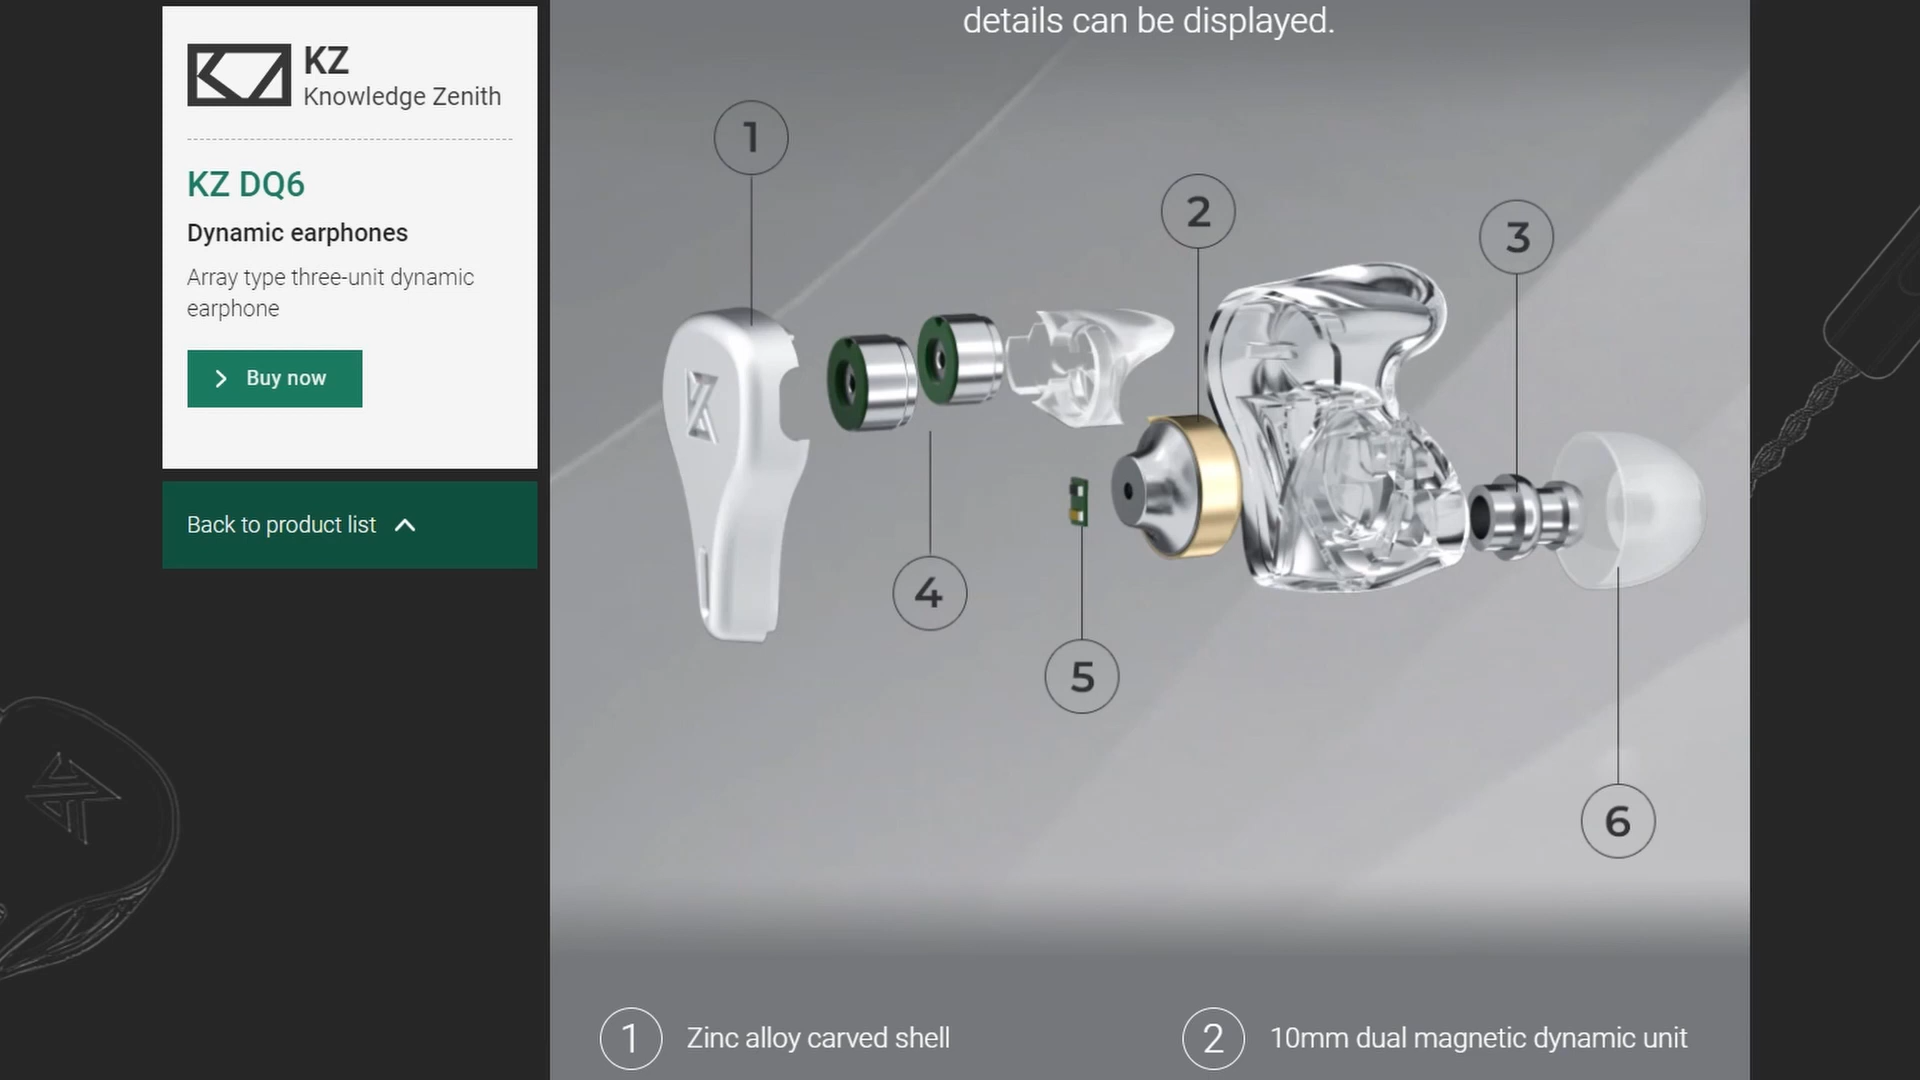 KZ
Knowledge Zenith
KZ DQ6
Dynamic earphones
Array type three-unit dynamic
earphone
Buy now
Back to product list
details can be displayed.
1
2
3
4
5
6
1 Zinc alloy carved shell
2 10mm dual magnetic dynamic unit